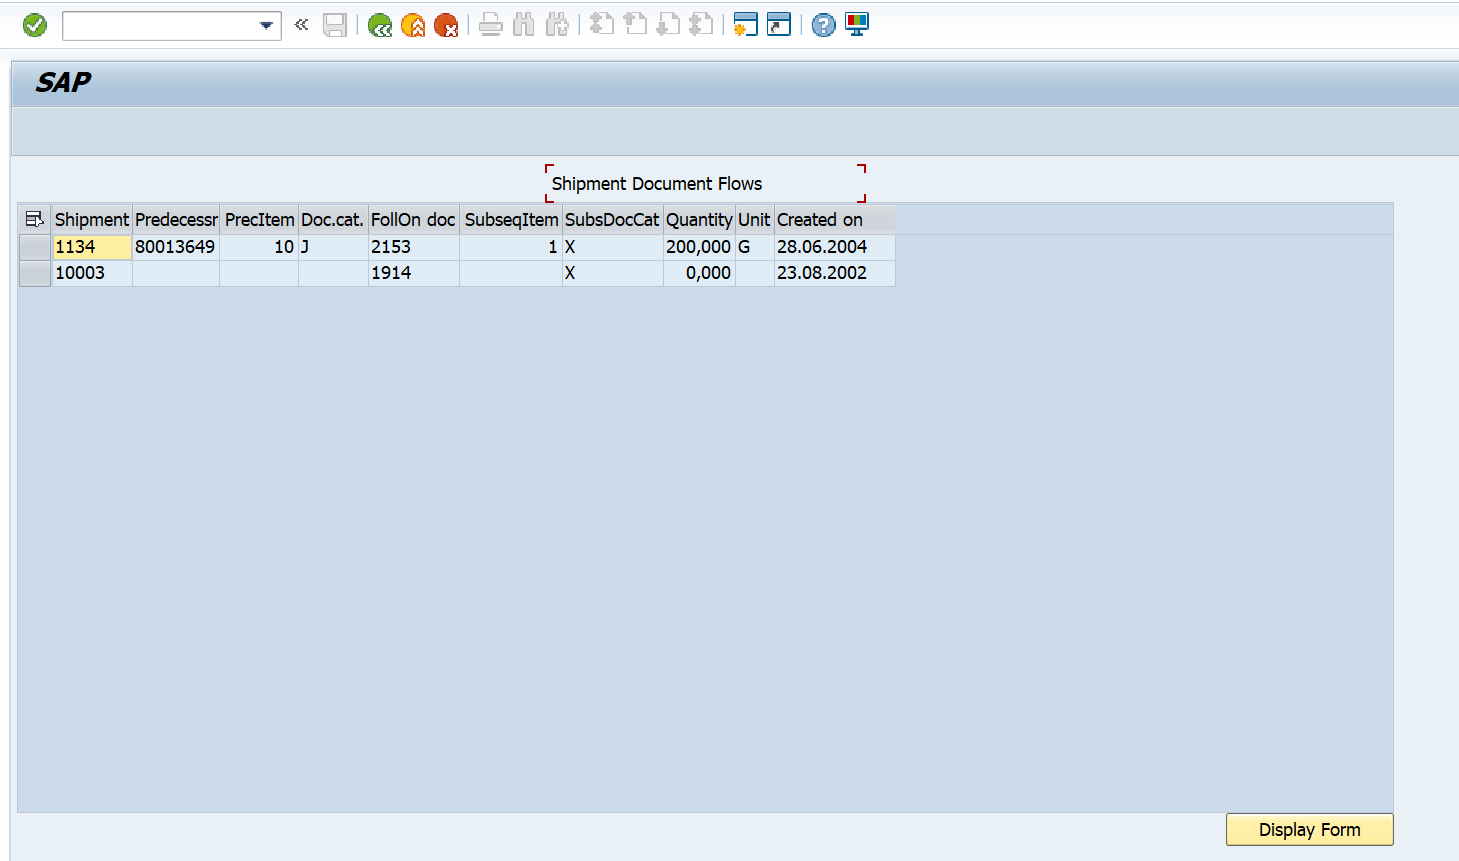 SAP
Shipment Document Flows
Shipment Predecessr PrecItem Doc.cat. FollOn doc SubseqItem SubsDocCat Quantity Unit Created on
1134 80013649 10 J 2153 1 X 200,000 G 28.06.2004
10003 1914 X 0,000 23.08.2002
Display Form